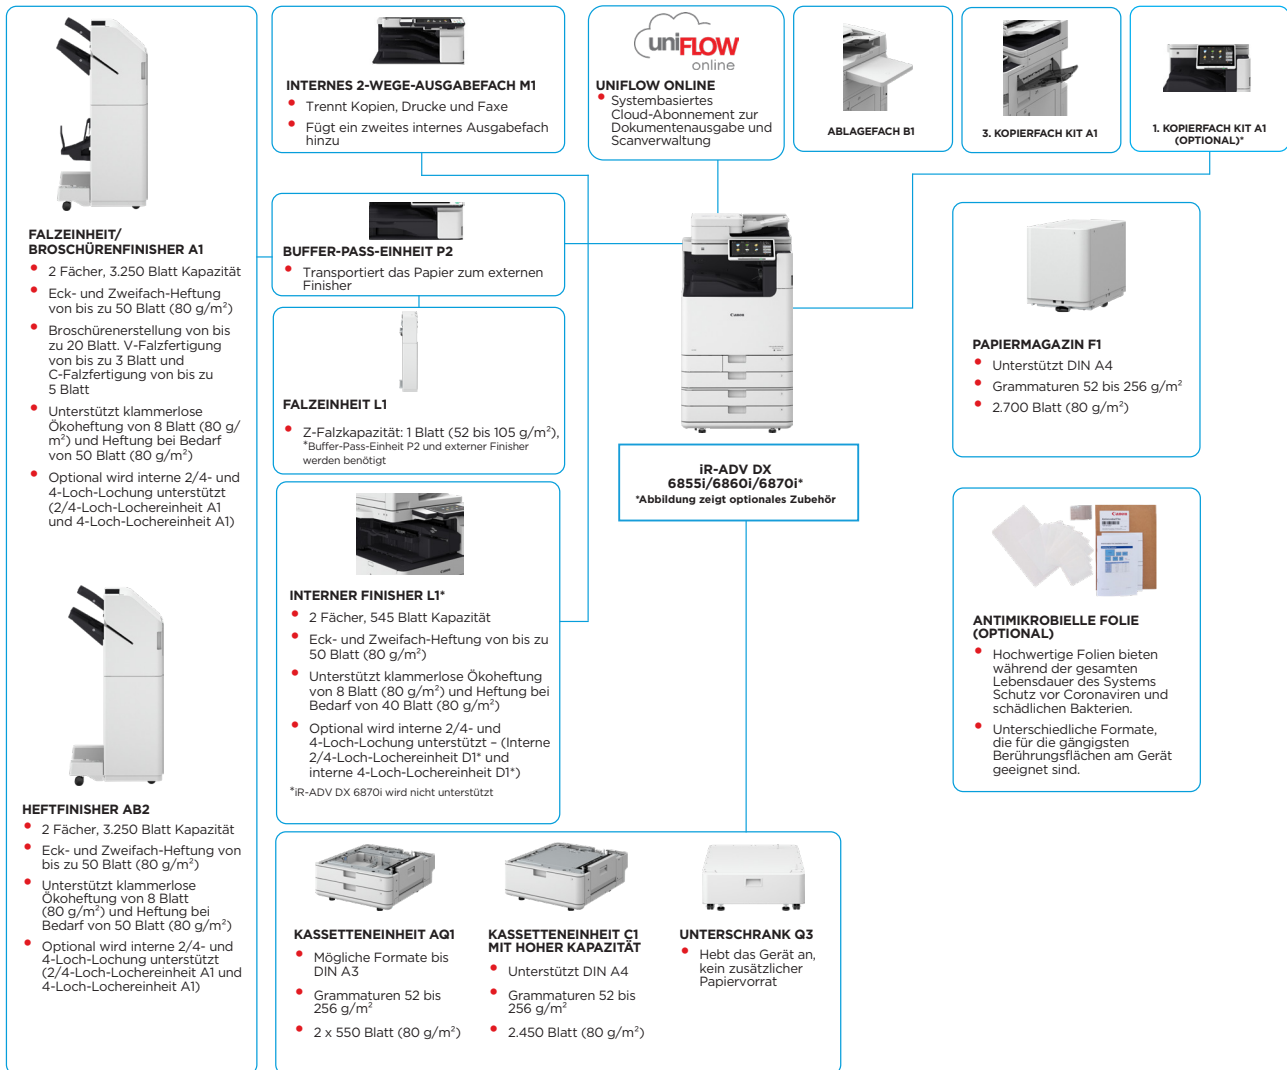 FALZEINHEIT/
BROSCHÜRENFINISHER A1
• 2 Fächer, 3.250 Blatt Kapazität
• Eck- und Zweifach-Heftung
von bis zu 50 Blatt (80 g/m²)
• Broschürenerstellung von bis
zu 20 Blatt. V-Falzfertigung
von bis zu 3 Blatt und
C-Falzfertigung von bis zu
5 Blatt
• Unterstützt klammerlose
Ökoheftung von 8 Blatt (80 g/
m²) und Heftung bei Bedarf
von 50 Blatt (80 g/m²)
• Optional wird interne 2/4- und
4-Loch-Lochung unterstützt
(2/4-Loch-Lochereinheit A1
und 4-Loch-Lochereinheit A1)
HEFTFINISHER AB2
• 2 Fächer, 3.250 Blatt Kapazität
• Eck- und Zweifach-Heftung von
bis zu 50 Blatt (80 g/m²)
• Unterstützt klammerlose
Ökoheftung von 8 Blatt
(80 g/m²) und Heftung bei
Bedarf von 50 Blatt (80 g/m²)
• Optional wird interne 2/4- und
4-Loch-Lochung unterstützt
(2/4-Loch-Lochereinheit A1 und
4-Loch-Lochereinheit A1)
INTERNES 2-WEGE-AUSGABEFACH M1
• Trennt Kopien, Drucke und Faxe
• Fügt ein zweites internes Ausgabefach
hinzu
BUFFER-PASS-EINHEIT P2
• Transportiert das Papier zum externen
Finisher
FALZEINHEIT L1
• Z-Falzkapazität: 1 Blatt (52 bis 105 g/m²),
*Buffer-Pass-Einheit P2 und externer Finisher
werden benötigt
INTERNER FINISHER L1*
• 2 Fächer, 545 Blatt Kapazität
• Eck- und Zweifach-Heftung von bis zu
50 Blatt (80 g/m²)
• Unterstützt klammerlose Ökoheftung
von 8 Blatt (80 g/m²) und Heftung bei
Bedarf von 40 Blatt (80 g/m²)
• Optional wird interne 2/4- und
4-Loch-Lochung unterstützt – (Interne
2/4-Loch-Lochereinheit D1* und
interne 4-Loch-Lochereinheit D1*)
*iR-ADV DX 6870i wird nicht unterstützt
uniFLOW
online
UNIFLOW ONLINE
• Systembasiertes
Cloud-Abonnement zur
Dokumentenausgabe und
Scanverwaltung
ABLAGEFACH B1
3. KOPIERFACH KIT A1
1. KOPIERFACH KIT A1
(OPTIONAL)*
Canon
iR-ADV DX
6855i/6860i/6870i*
*Abbildung zeigt optionales Zubehör
PAPIERMAGAZIN F1
• Unterstützt DIN A4
• Grammaturen 52 bis 256 g/m²
• 2.700 Blatt (80 g/m²)
Canon
ANTIMIKROBIELLE FOLIE
(OPTIONAL)
• Hochwertige Folien bieten
während der gesamten
Lebensdauer des Systems
Schutz vor Coronaviren und
schädlichen Bakterien.
• Unterschiedliche Formate,
die für die gängigsten
Berührungsflächen am Gerät
geeignet sind.
KASSETTENEINHEIT AQ1
• Mögliche Formate bis
DIN A3
• Grammaturen 52 bis
256 g/m²
• 2 x 550 Blatt (80 g/m²)
KASSETTENEINHEIT C1
MIT HOHER KAPAZITÄT
• Unterstützt DIN A4
• Grammaturen 52 bis
256 g/m²
• 2.450 Blatt (80 g/m²)
UNTERSCHRANK Q3
• Hebt das Gerät an,
kein zusätzlicher
Papiervorrat